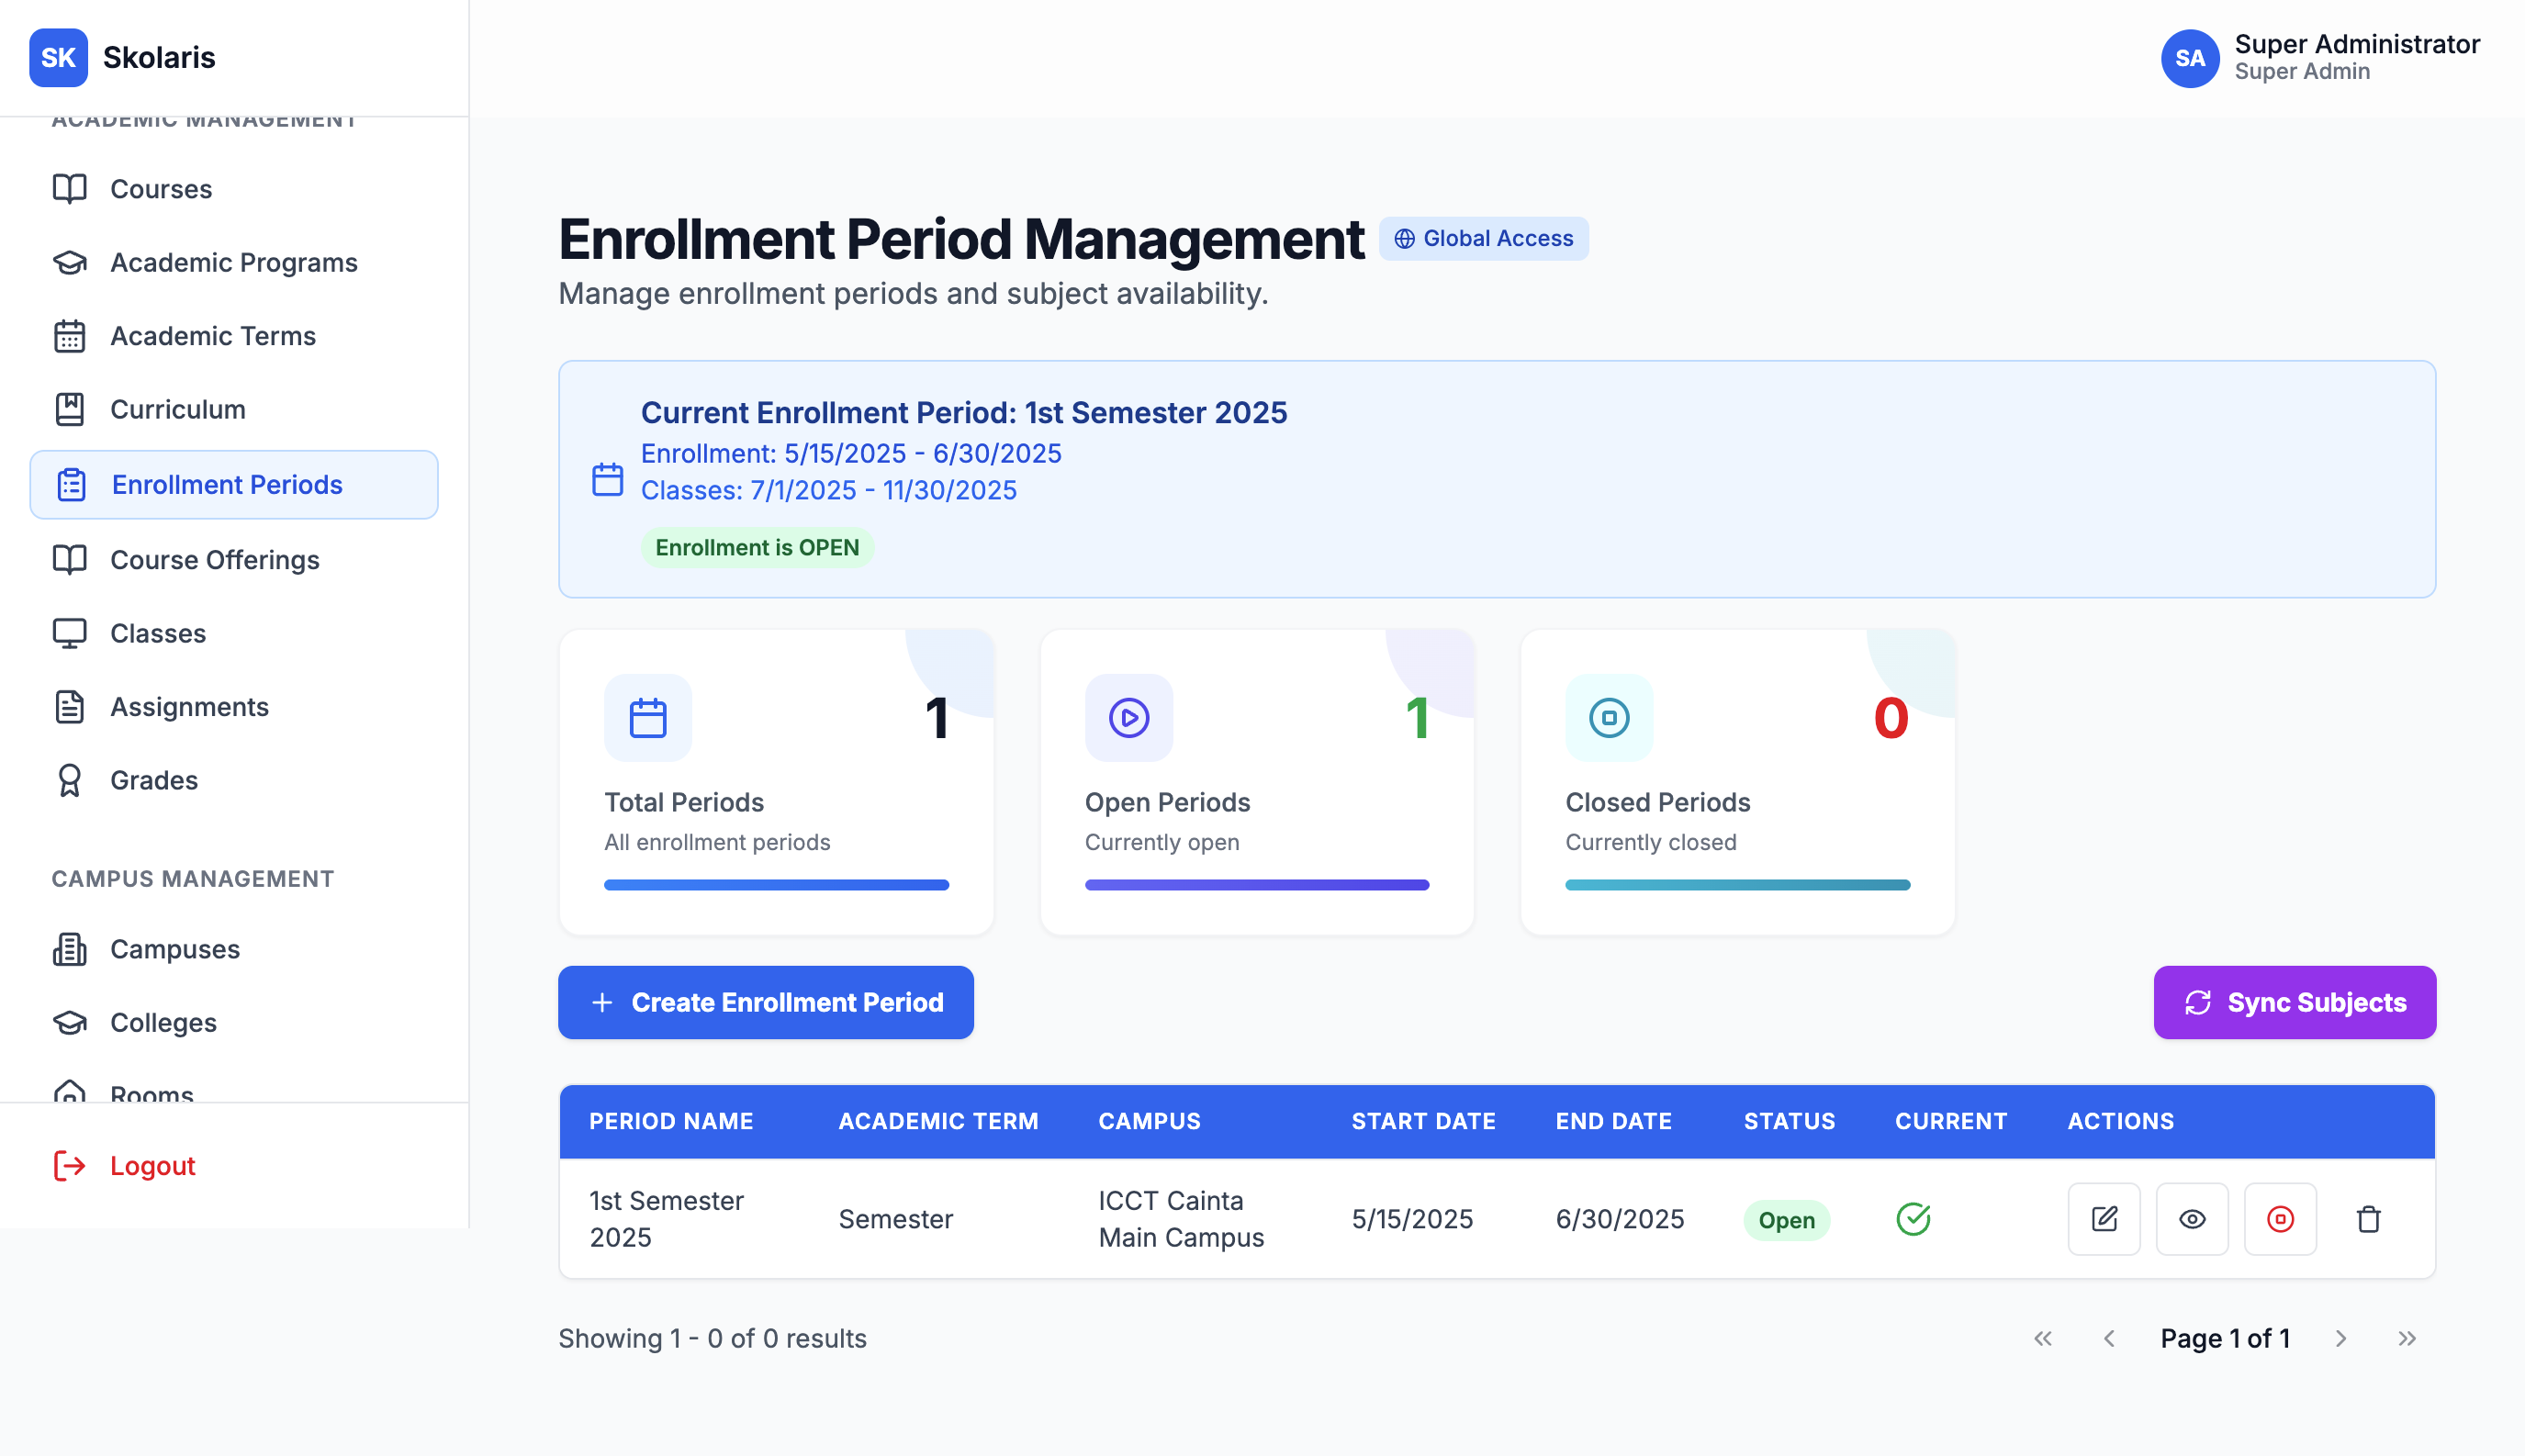 SK Skolaris
ACADEMIC MANAGEMENT
Courses
Academic Programs
Academic Terms
Curriculum
Enrollment Periods
Course Offerings
Classes
Assignments
Grades
CAMPUS MANAGEMENT
Campuses
Colleges
Rooms
Logout
SA
Super Administrator
Super Admin
Enrollment Period Management
Global Access
Manage enrollment periods and subject availability.
Current Enrollment Period: 1st Semester 2025
Enrollment: 5/15/2025 - 6/30/2025
Classes: 7/1/2025 - 11/30/2025
Enrollment is OPEN
1
Total Periods
All enrollment periods
1
Open Periods
Currently open
0
Closed Periods
Currently closed
Create Enrollment Period
Sync Subjects
PERIOD NAME ACADEMIC TERM CAMPUS START DATE END DATE STATUS CURRENT ACTIONS
1st Semester
2025
Semester
ICCT Cainta
Main Campus
5/15/2025
6/30/2025
Open
Showing 1 - 0 of 0 results
Page 1 of 1